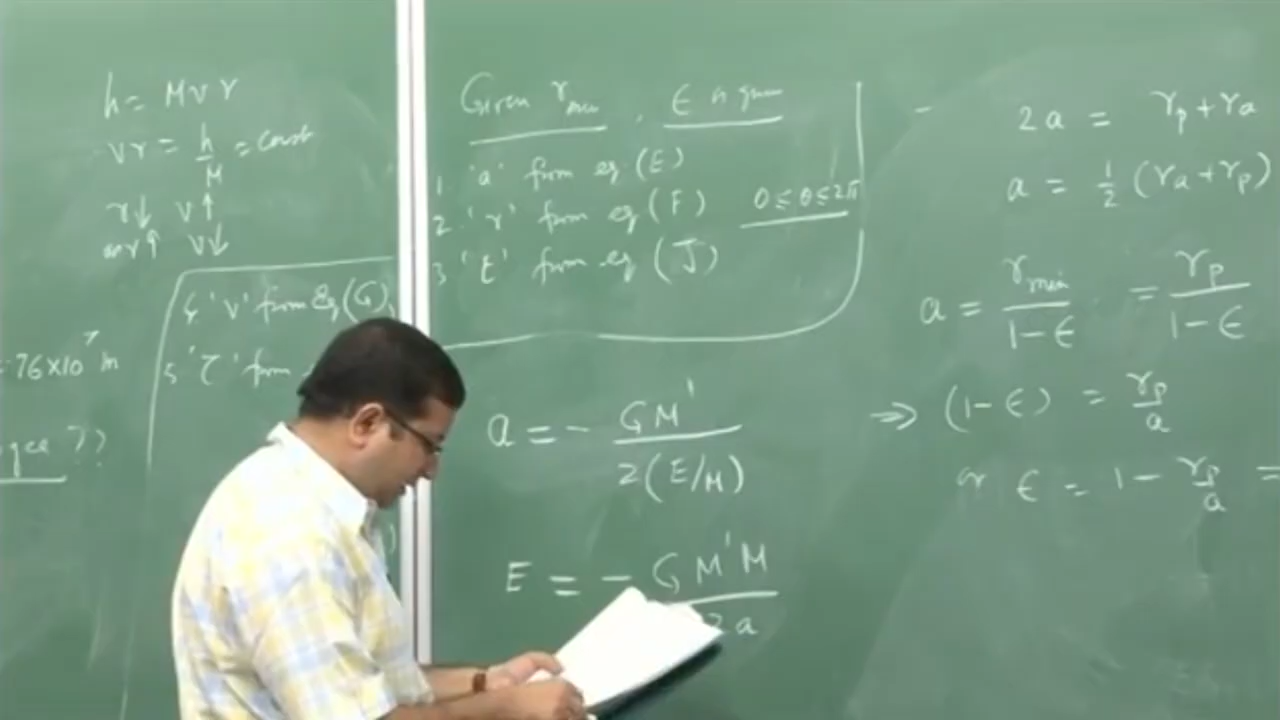 h = M v r
v r = h/M = const
r↓ v↑
or r↑ v↓
4. 'v' from Eq (G),
5. 'τ' from
.76×10⁷ m
gee ??
Given r_min, ε is given
1. 'a' from eq. (E)
2. 'r' from eq (F) 0 ≤ θ ≤ 2π
3 't' from eq (J)
a = - GM' / 2(E/M)
E = - GM'M / 2a
2a = r_p + r_a
a = 1/2 (r_a + r_p)
a = r_min / 1-ε = r_p / 1-ε
⇒ (1-ε) = r_p/a
or ε = 1 - r_p/a =